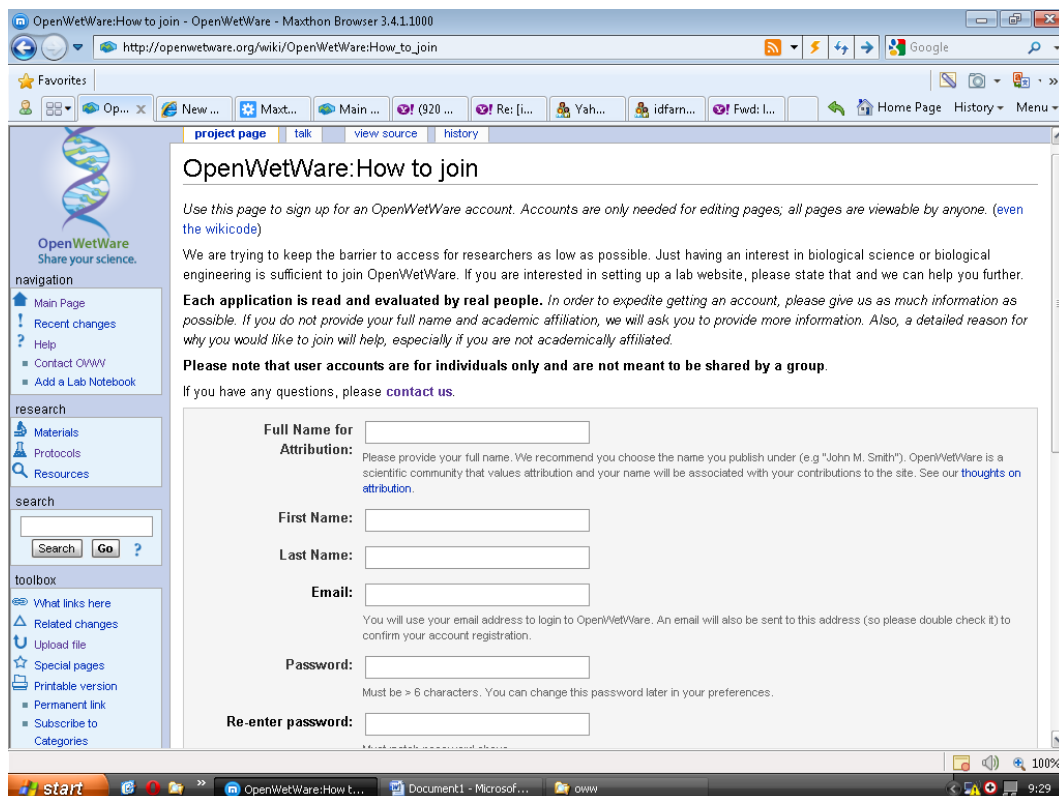 OpenWetWare:How to join - OpenWetWare - Maxthon Browser 3.4.1.1000
http://openwetware.org/wiki/OpenWetWare:How_to_join
Google
Favorites
Op... x
New ...
Maxt...
Main ...
(920 ...
Re: [i...
Yah...
idfarn...
Fwd: I...
Home Page
History
Menu
project page
talk
view source
history
OpenWetWare
Share your science.
navigation
Main Page
Recent changes
Help
Contact OWW
Add a Lab Notebook
research
Materials
Protocols
Resources
search
Search Go ?
toolbox
What links here
Related changes
Upload file
Special pages
Printable version
Permanent link
Subscribe to
Categories
OpenWetWare:How to join
Use this page to sign up for an OpenWetWare account. Accounts are only needed for editing pages; all pages are viewable by anyone. (even
the wikicode)
We are trying to keep the barrier to access for researchers as low as possible. Just having an interest in biological science or biological
engineering is sufficient to join OpenWetWare. If you are interested in setting up a lab website, please state that and we can help you further.
Each application is read and evaluated by real people. In order to expedite getting an account, please give us as much information as
possible. If you do not provide your full name and academic affiliation, we will ask you to provide more information. Also, a detailed reason for
why you would like to join will help, especially if you are not academically affiliated.
Please note that user accounts are for individuals only and are not meant to be shared by a group.
If you have any questions, please contact us.
Full Name for
Attribution:
Please provide your full name. We recommend you choose the name you publish under (e.g "John M. Smith"). OpenWetWare is a
scientific community that values attribution and your name will be associated with your contributions to the site. See our thoughts on
attribution.
First Name:
Last Name:
Email:
You will use your email address to login to OpenWetWare. An email will also be sent to this address (so please double check it) to
confirm your account registration.
Password:
Must be > 6 characters. You can change this password later in your preferences.
Re-enter password:
Must match password above
100%
start
OpenWetWare:How t...
Document1 - Microsof...
oww
9:29